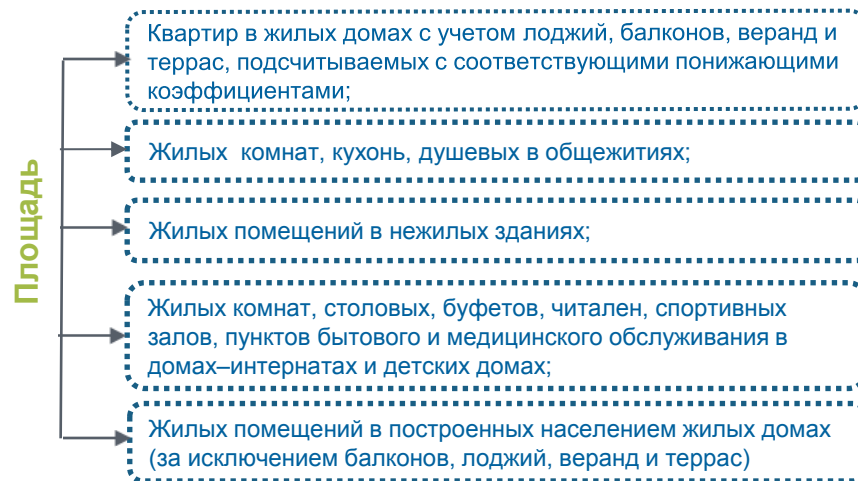 Площадь
Квартир в жилых домах с учетом лоджий, балконов, веранд и
террас, подсчитываемых с соответствующими понижающими
коэффициентами;
Жилых комнат, кухонь, душевых в общежитиях;
Жилых помещений в нежилых зданиях;
Жилых комнат, столовых, буфетов, читален, спортивных
залов, пунктов бытового и медицинского обслуживания в
домах–интернатах и детских домах;
Жилых помещений в построенных населением жилых домах
(за исключением балконов, лоджий, веранд и террас)